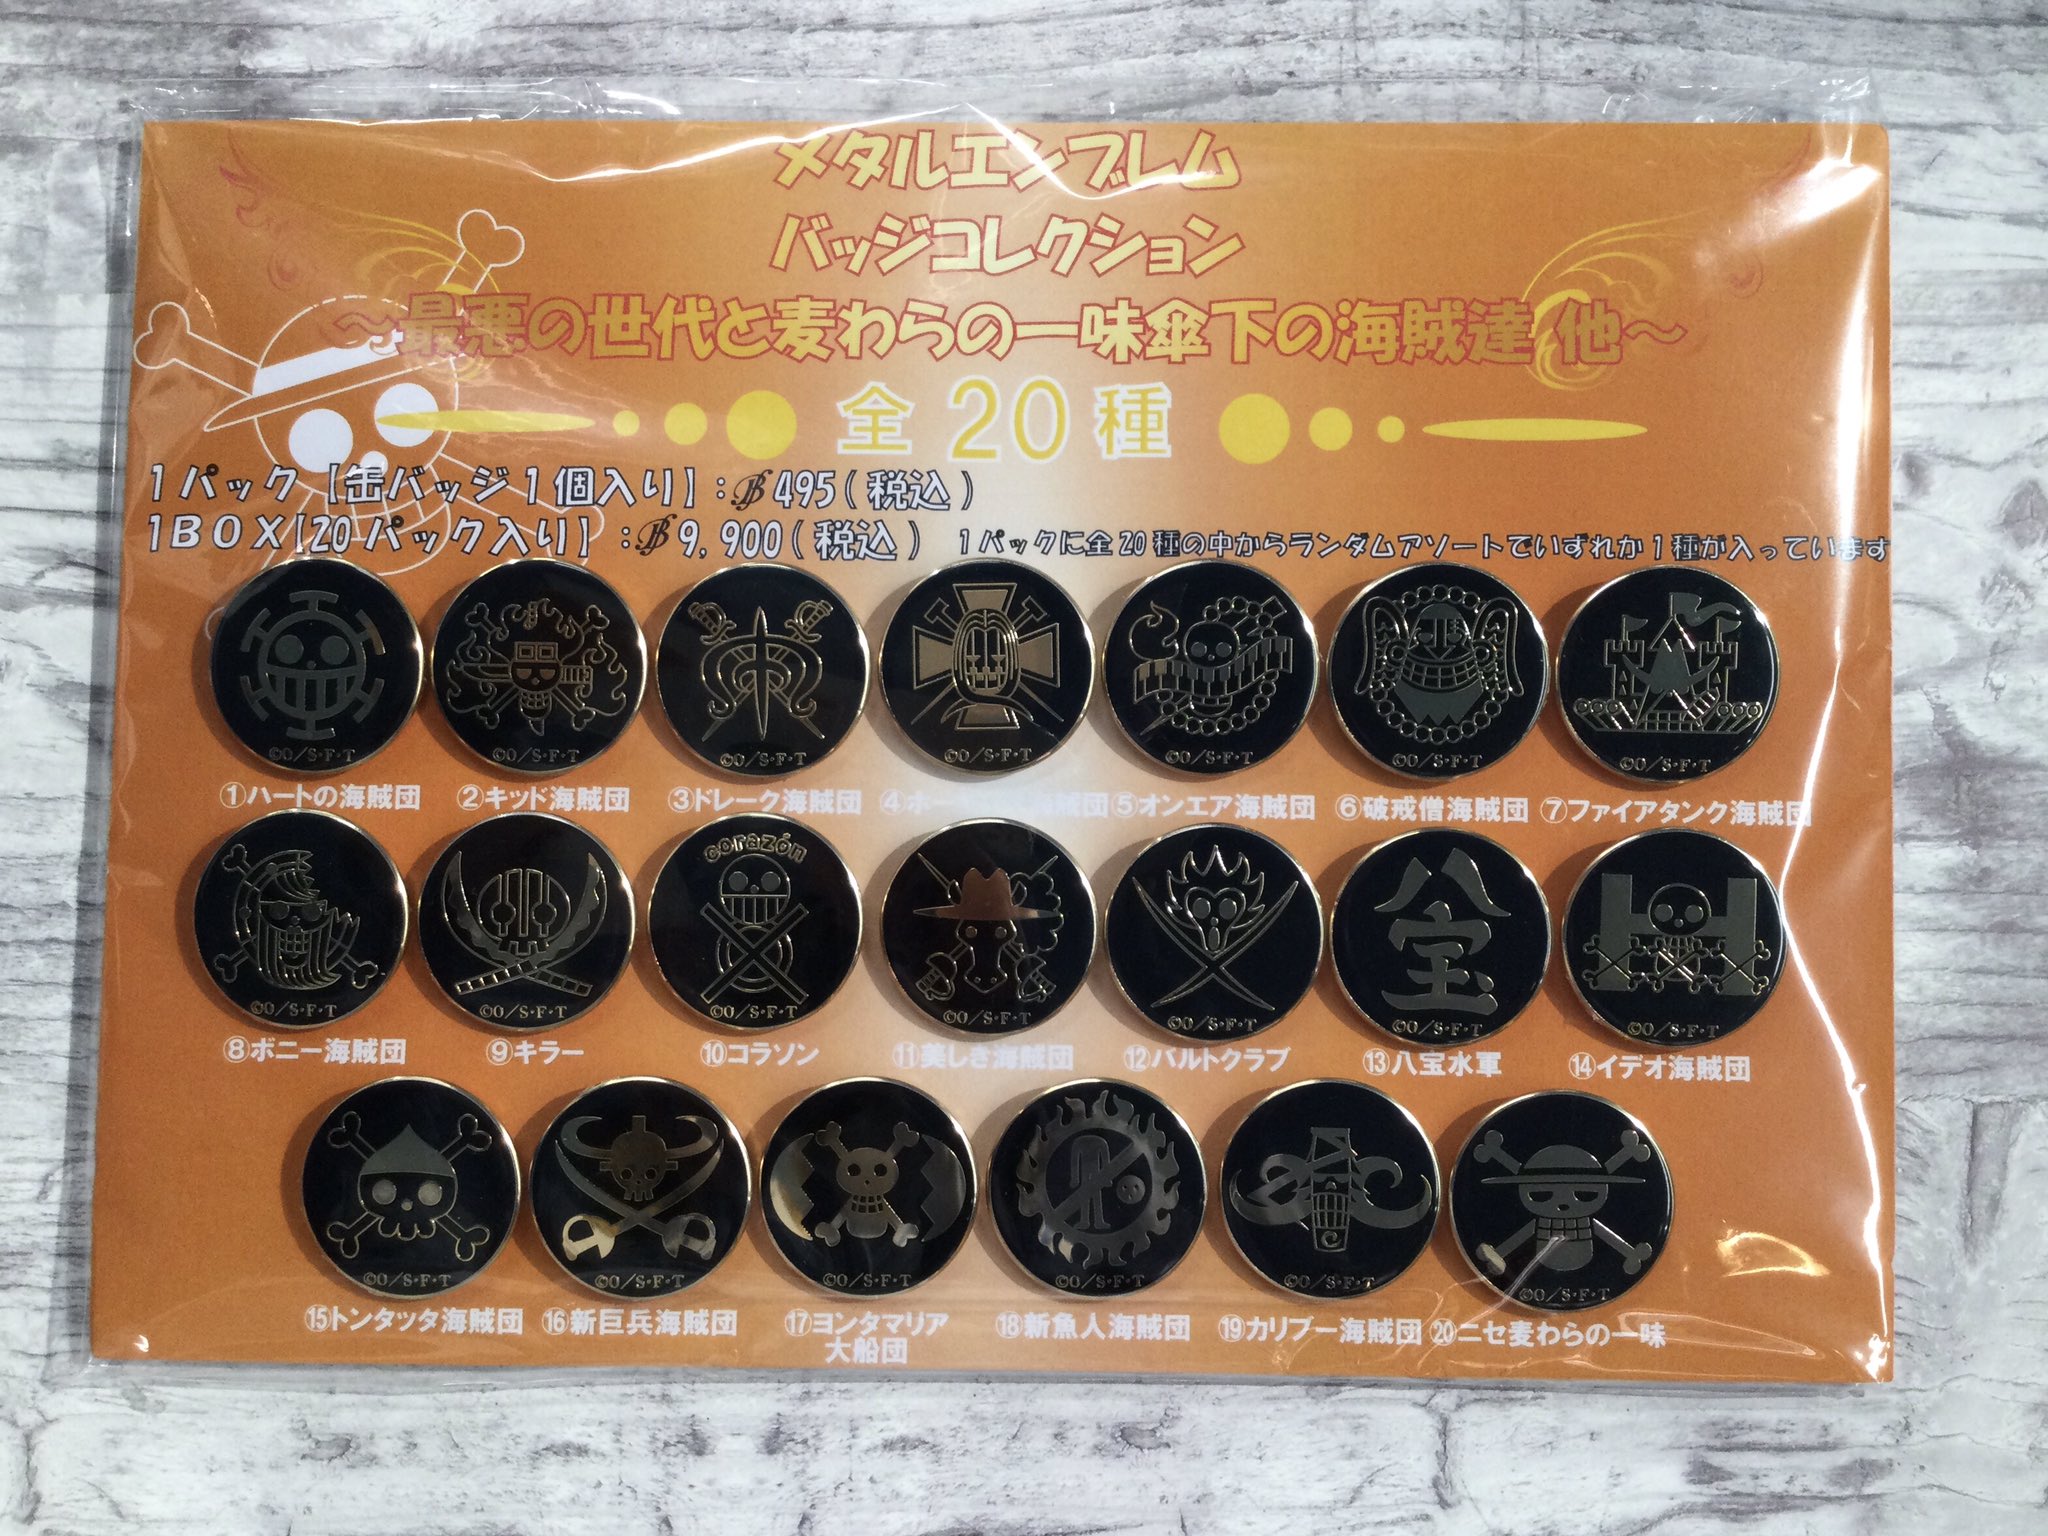 メタルエンブレム
バッジコレクション
～最悪の世代と麦わらの一味傘下の海賊達 他～
全20種
1パック【缶バッジ1個入り】：฿495(税込)
1BOX【20パック入り】：฿9,900(税込) 1パックに全20種の中からランダムアソートでいずれか1種が入っています
©O/S・F・T ©O/S・F・T ©O/S・F・T ©O/S・F・T ©O/S・F・T ©O/S・F・T ©O/S・F・T
①ハートの海賊団 ②キッド海賊団 ③ドレーク海賊団 ④ホー 海賊団 ⑤オンエア海賊団 ⑥破戒僧海賊団 ⑦ファイアタンク海賊団
corazón
八宝
©O/S・F・T ©O/S・F・T ©O/S・F・T ©O/S・F・T ©O/S・F・T ©O/S・F・T ©O/S・F・T
⑧ボニー海賊団 ⑨キラー ⑩コラソン ⑪美しき海賊団 ⑫バルトクラブ ⑬八宝水軍 ⑭イデオ海賊団
©O/S・F・T ©O/S・F・T ©O/S・F・T ©O/S・F・T ©O/S・F・T ©O/S・F・T
⑮トンタッタ海賊団 ⑯新巨兵海賊団 ⑰ヨンタマリア ⑱新魚人海賊団 ⑲カリブー海賊団 ⑳ニセ麦わらの一味
大船団